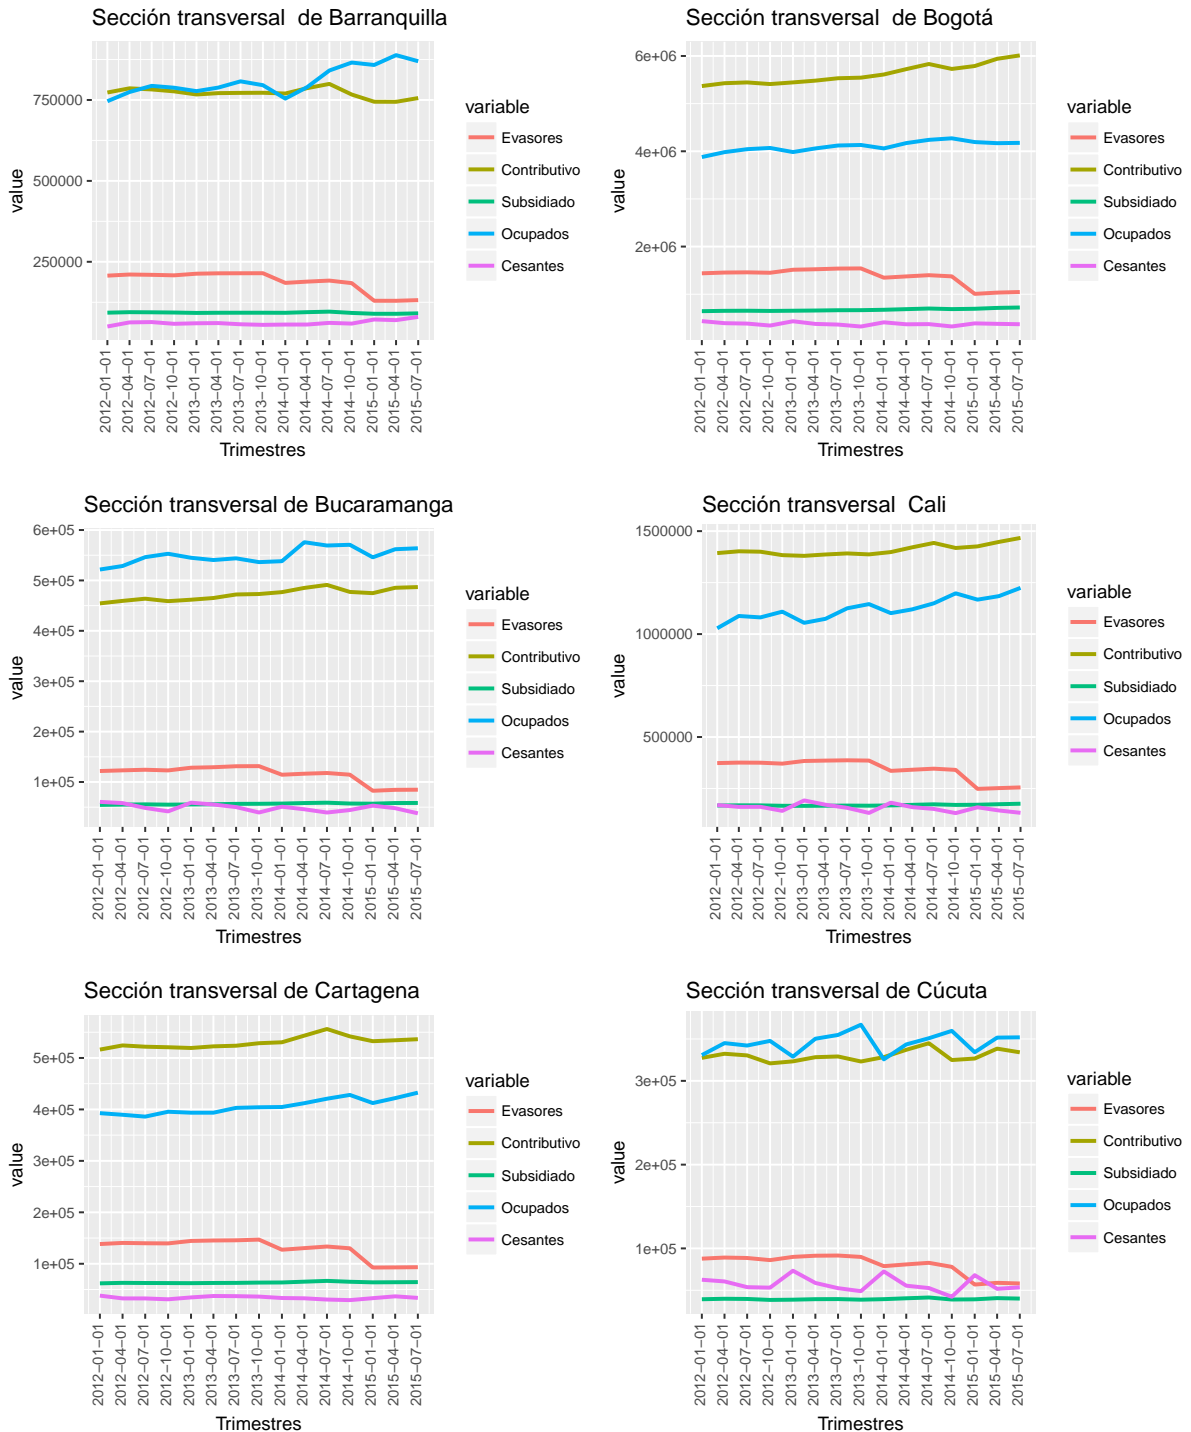 Sección transversal  de Barranquilla
value
750000
500000
250000
2012−01−01
2012−04−01
2012−07−01
2012−10−01
2013−01−01
2013−04−01
2013−07−01
2013−10−01
2014−01−01
2014−04−01
2014−07−01
2014−10−01
2015−01−01
2015−04−01
2015−07−01
Trimestres
variable
Evasores
Contributivo
Subsidiado
Ocupados
Cesantes
Sección transversal  de Bogotá
value
6e+06
4e+06
2e+06
2012−01−01
2012−04−01
2012−07−01
2012−10−01
2013−01−01
2013−04−01
2013−07−01
2013−10−01
2014−01−01
2014−04−01
2014−07−01
2014−10−01
2015−01−01
2015−04−01
2015−07−01
Trimestres
variable
Evasores
Contributivo
Subsidiado
Ocupados
Cesantes
Sección transversal de Bucaramanga
value
6e+05
5e+05
4e+05
3e+05
2e+05
1e+05
2012−01−01
2012−04−01
2012−07−01
2012−10−01
2013−01−01
2013−04−01
2013−07−01
2013−10−01
2014−01−01
2014−04−01
2014−07−01
2014−10−01
2015−01−01
2015−04−01
2015−07−01
Trimestres
variable
Evasores
Contributivo
Subsidiado
Ocupados
Cesantes
Sección transversal  Cali
value
1500000
1000000
500000
2012−01−01
2012−04−01
2012−07−01
2012−10−01
2013−01−01
2013−04−01
2013−07−01
2013−10−01
2014−01−01
2014−04−01
2014−07−01
2014−10−01
2015−01−01
2015−04−01
2015−07−01
Trimestres
variable
Evasores
Contributivo
Subsidiado
Ocupados
Cesantes
Sección transversal de Cartagena
value
5e+05
4e+05
3e+05
2e+05
1e+05
2012−01−01
2012−04−01
2012−07−01
2012−10−01
2013−01−01
2013−04−01
2013−07−01
2013−10−01
2014−01−01
2014−04−01
2014−07−01
2014−10−01
2015−01−01
2015−04−01
2015−07−01
Trimestres
variable
Evasores
Contributivo
Subsidiado
Ocupados
Cesantes
Sección transversal de Cúcuta
value
3e+05
2e+05
1e+05
2012−01−01
2012−04−01
2012−07−01
2012−10−01
2013−01−01
2013−04−01
2013−07−01
2013−10−01
2014−01−01
2014−04−01
2014−07−01
2014−10−01
2015−01−01
2015−04−01
2015−07−01
Trimestres
variable
Evasores
Contributivo
Subsidiado
Ocupados
Cesantes